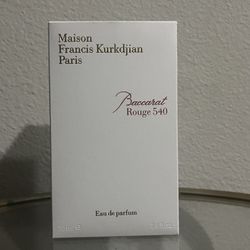 Maison
Francis Kurkdjian
Paris
Baccarat
Rouge 540
Eau de parfum